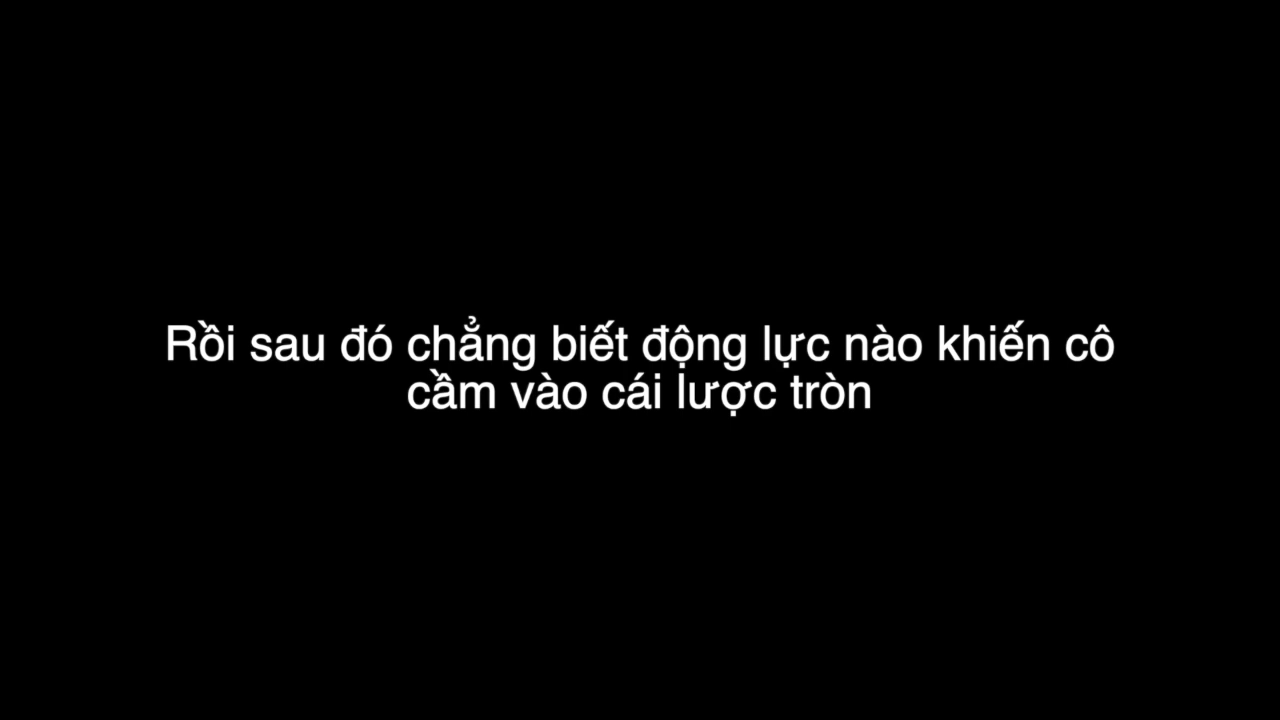 Rồi sau đó chẳng biết động lực nào khiến cô
cầm vào cái lược tròn